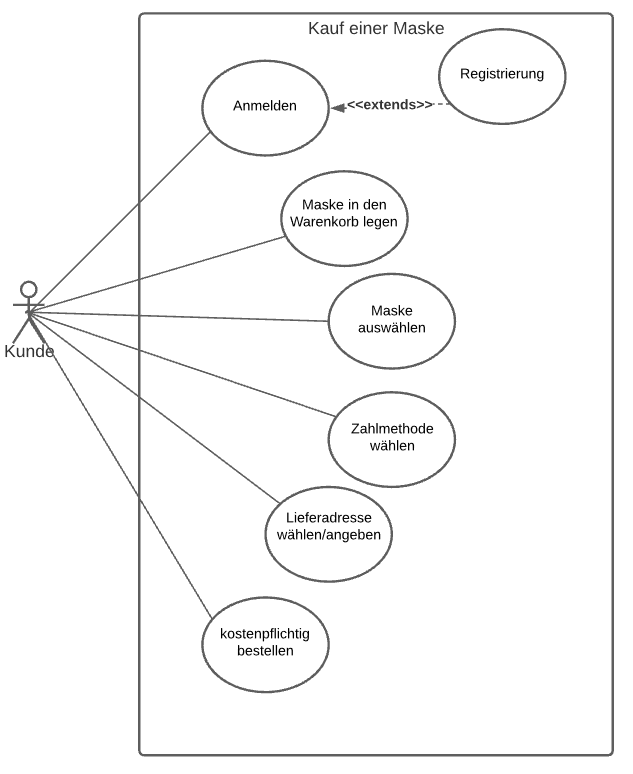 Kauf einer Maske
Registrierung
Anmelden
<<extends>>
Maske in den
Warenkorb legen
Maske
auswählen
Kunde
Zahlmethode
wählen
Lieferadresse
wählen/angeben
kostenpflichtig
bestellen